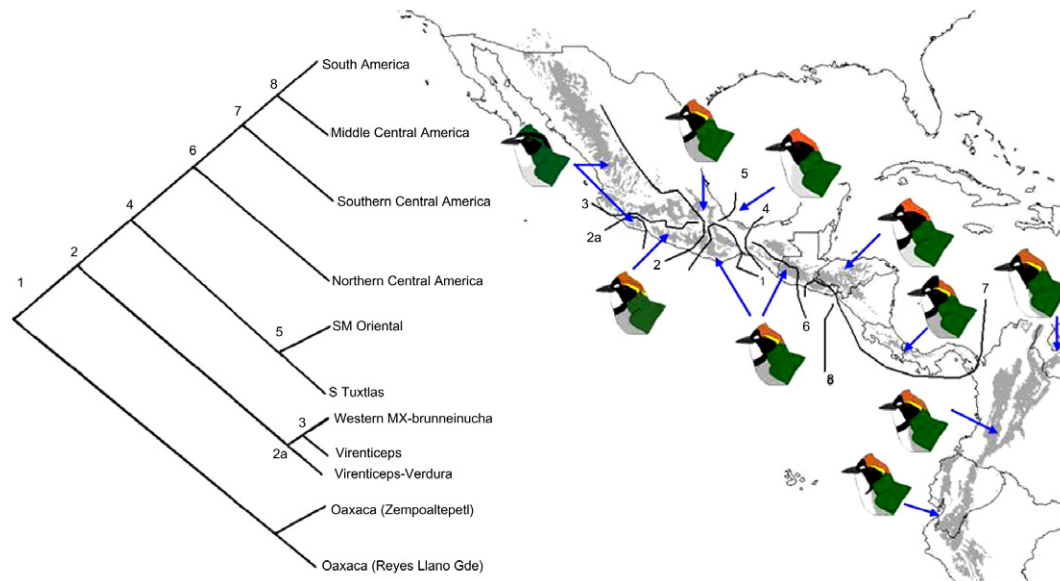 South America
8
Middle Central America
7
Southern Central America
6
4
Northern Central America
2
1
SM Oriental
5
S Tuxtlas
Western MX-brunneinucha
3
Virenticeps
2a
Virenticeps-Verdura
Oaxaca (Zempoaltepetl)
Oaxaca (Reyes Llano Gde)
5
3
4
2a
2
1
7
6